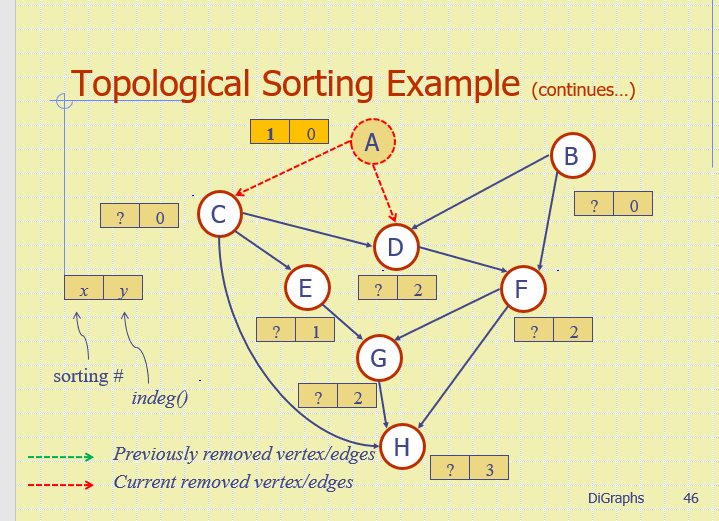 Topological Sorting Example (continues…)
1 0
A
B
? 0
? 0
C
D
E
? 2
F
x y
? 1
? 2
G
sorting #
indeg()
? 2
H
Previously removed vertex/edges
? 3
Current removed vertex/edges
DiGraphs 46